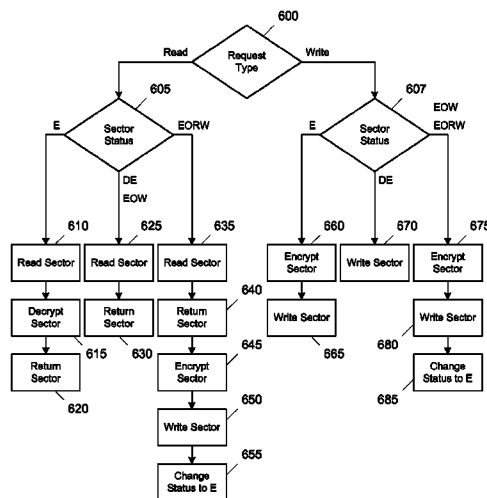 600
Read
Request
Type
Write
605
607
E
Sector
Status
EORW
E
Sector
Status
EOW
EORW
DE
EOW
DE
610
625
635
660
670
675
Read Sector
Read Sector
Read Sector
Encrypt
Sector
Write Sector
Encrypt
Sector
Decrypt
Sector
Return
Sector
Return
Sector
640
Write Sector
Write Sector
615
630
645
665
680
Return
Sector
Encrypt
Sector
Change
Status to E
620
650
685
Write Sector
655
Change
Status to E